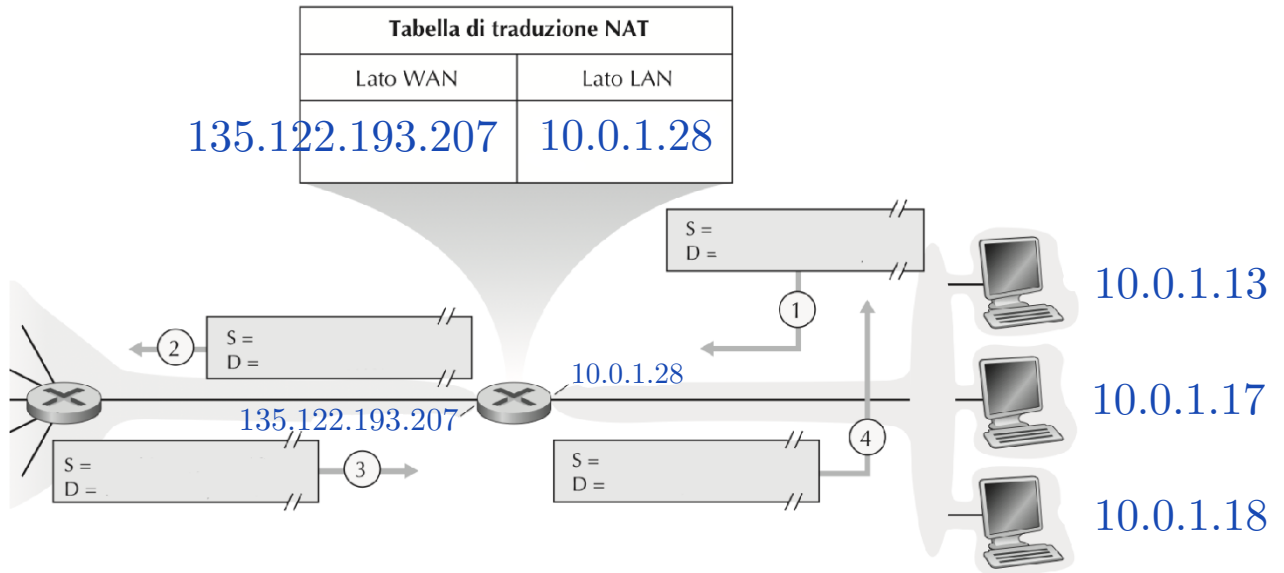 Tabella di traduzione NAT
Lato WAN Lato LAN
135.122.193.207 10.0.1.28
S =
D =
10.0.1.13
1
2
S =
D =
10.0.1.28
135.122.193.207
10.0.1.17
S =
D =
3
S =
D =
4
10.0.1.18